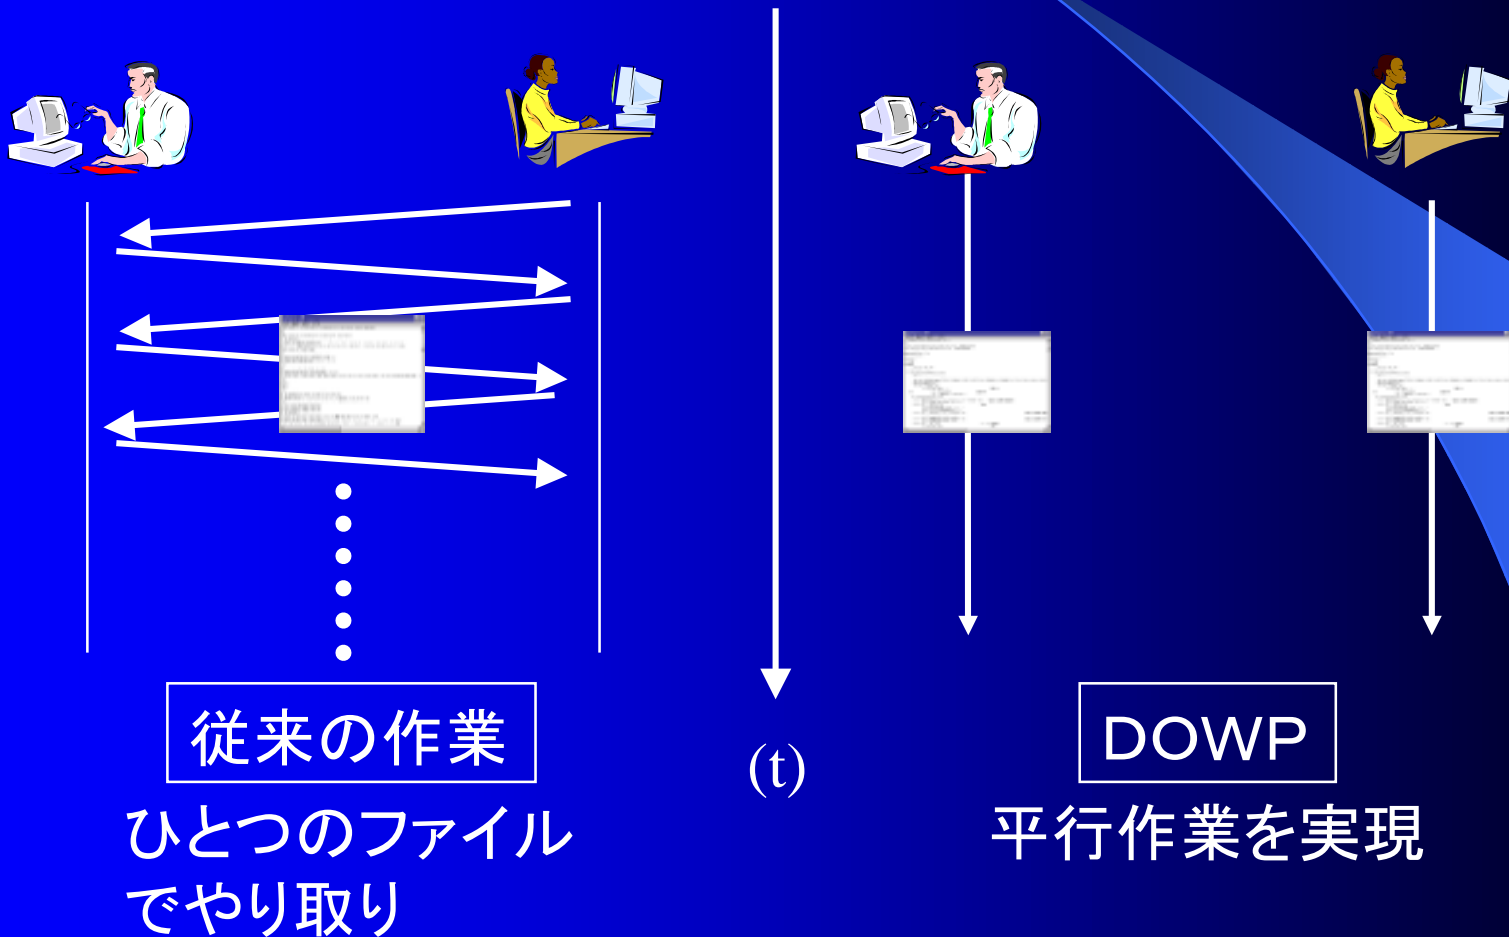 従来の作業
ひとつのファイル
でやり取り
(t)
DOWP
平行作業を実現